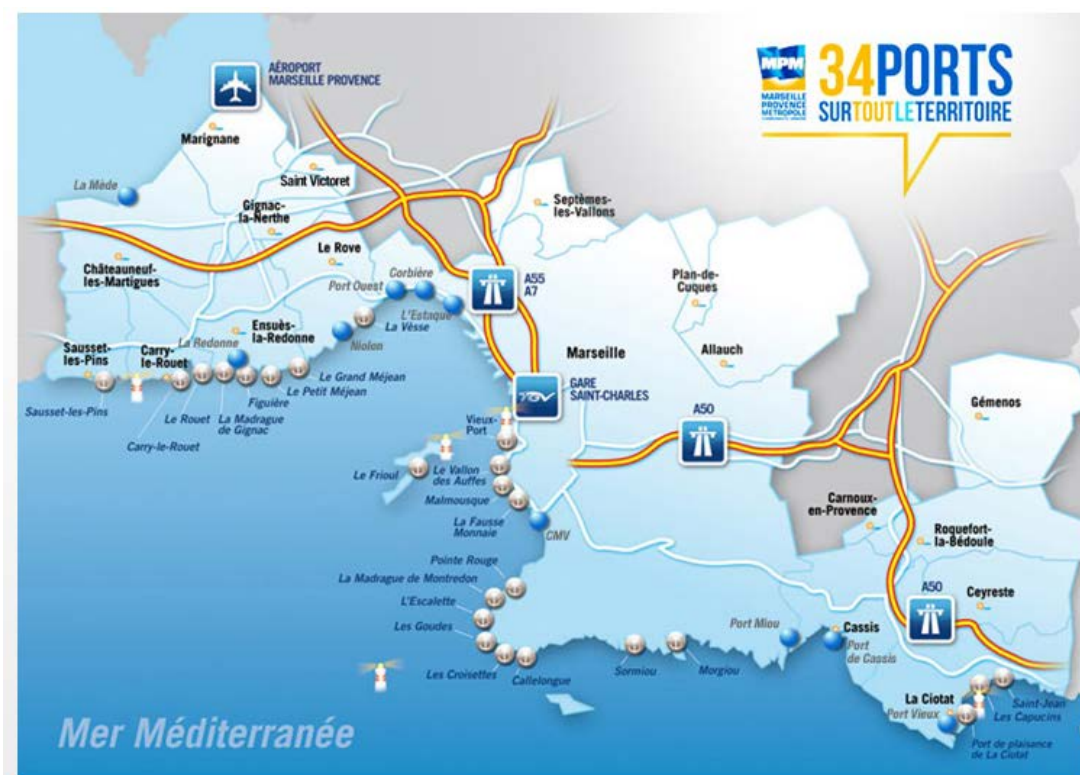 AÉROPORT
MARSEILLE PROVENCE
MPM
MARSEILLE
PROVENCE
METROPOLE
34PORTS
SURTOUTLETERRITOIRE
Marignane
La Mède
Saint Victoret
Septèmes-
les-Vallons
Gignac-
la-Nerthe
Le Rove
Châteauneuf-
les-Martigues
Corbière
Port Ouest
L'Estaque
A55
A7
Plan-de-
Cuques
La Vèsse
Niolon
Ensuès-
la-Redonne
La Redonne
Sausset-
les-Pins
Carry-
le-Rouet
Marseille
Allauch
Le Grand Méjean
Le Petit Méjean
Figuière
La Madrague
de Gignac
Le Rouet
Carry-le-Rouet
Sausset-les-Pins
TGV
GARE
SAINT-CHARLES
Gémenos
Vieux-
Port
A50
Le Frioul
Le Vallon
des Auffes
Malmousque
La Fausse
Monnaie
CMV
Carnoux-
en-Provence
Roquefort-
la-Bédoule
Pointe Rouge
La Madrague de Montredon
L'Escalette
Les Goudes
Les Croisettes
Callelongue
Sormiou
Morgiou
Port Miou
Cassis
Port
de Cassis
A50
Ceyreste
La Ciotat
Port Vieux
Saint-Jean
Les Capucins
Port de plaisance
de La Ciotat
Mer Méditerranée